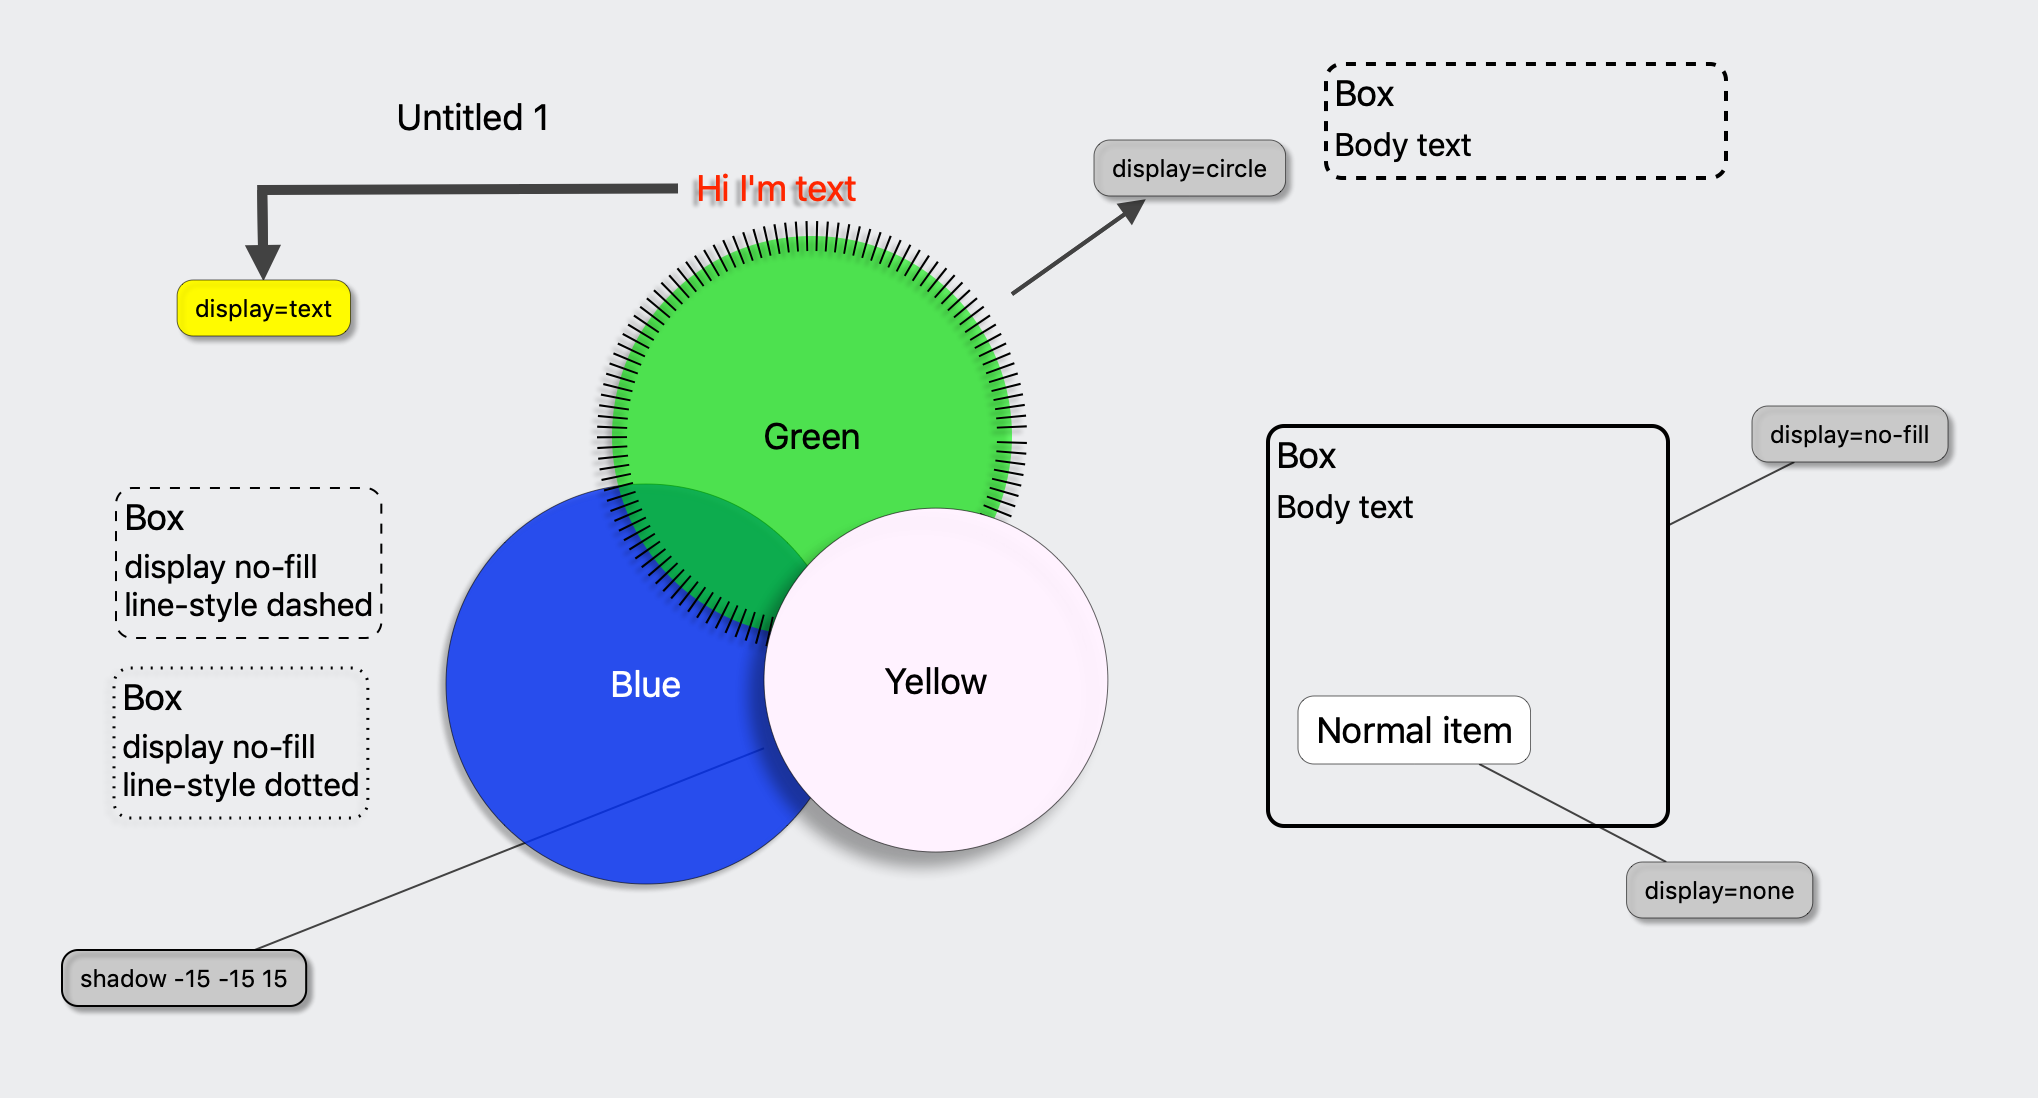 Untitled 1
Box
Body text
display=circle
Hi I'm text
display=text
Green
display=no-fill
Box
Body text
Box
display no-fill
line-style dashed
Box
display no-fill
line-style dotted
Blue
Yellow
Normal item
display=none
shadow -15 -15 15